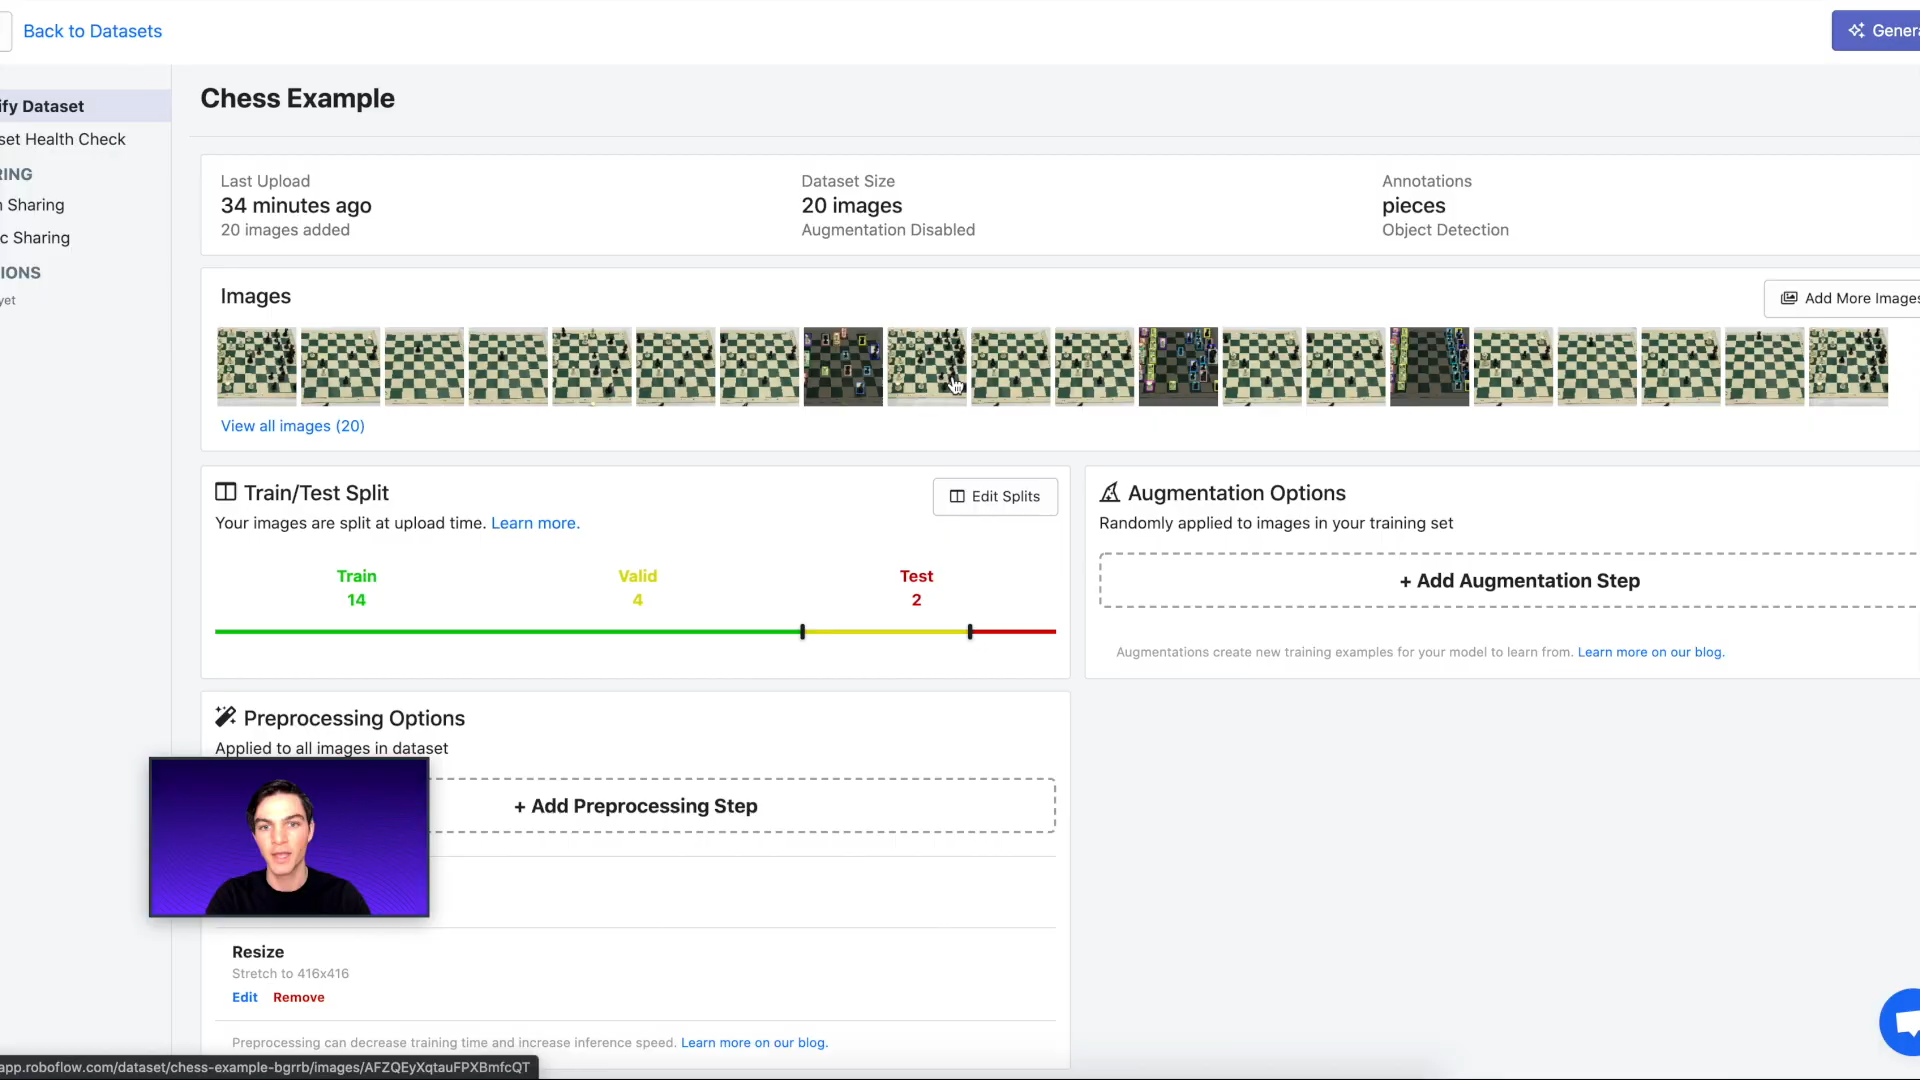 Back to Datasets
Genera
ify Dataset
set Health Check
RING
n Sharing
c Sharing
IONS
yet
Chess Example
Last Upload
34 minutes ago
20 images added
Dataset Size
20 images
Augmentation Disabled
Annotations
pieces
Object Detection
Images
Add More Images
View all images (20)
Train/Test Split
Edit Splits
Your images are split at upload time. Learn more.
Train
14
Valid
4
Test
2
Augmentation Options
Randomly applied to images in your training set
+ Add Augmentation Step
Augmentations create new training examples for your model to learn from. Learn more on our blog.
Preprocessing Options
Applied to all images in dataset
+ Add Preprocessing Step
Resize
Stretch to 416x416
Edit Remove
Preprocessing can decrease training time and increase inference speed. Learn more on our blog.
app.roboflow.com/dataset/chess-example-bgrrb/images/AFZQEyXqtauFPXBmfcQT